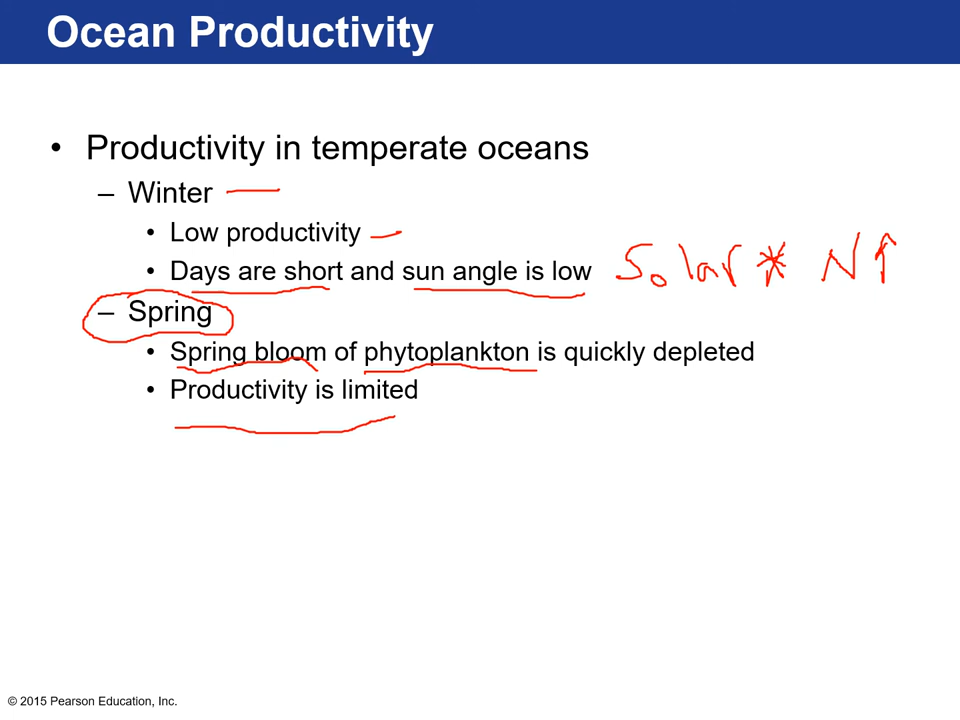 Ocean Productivity
• Productivity in temperate oceans
– Winter
• Low productivity
• Days are short and sun angle is low Solar * N↑
– Spring
• Spring bloom of phytoplankton is quickly depleted
• Productivity is limited
© 2015 Pearson Education, Inc.